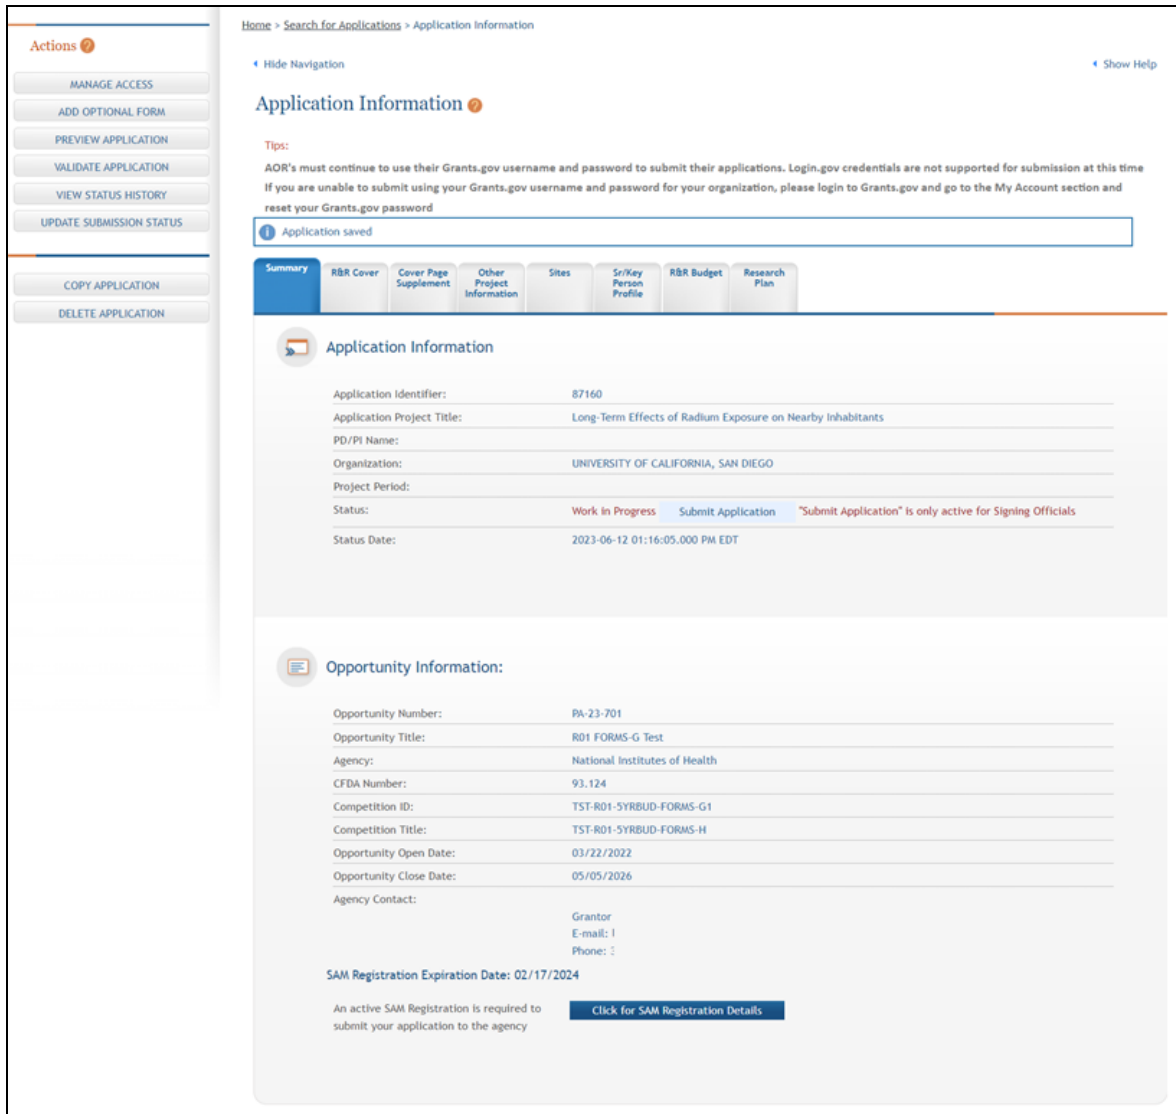 Home > Search for Applications > Application Information
Actions ?
MANAGE ACCESS
ADD OPTIONAL FORM
PREVIEW APPLICATION
VALIDATE APPLICATION
VIEW STATUS HISTORY
UPDATE SUBMISSION STATUS
COPY APPLICATION
DELETE APPLICATION
Hide Navigation
Show Help
Application Information ?
Tips:
AOR's must continue to use their Grants.gov username and password to submit their applications. Login.gov credentials are not supported for submission at this time
If you are unable to submit using your Grants.gov username and password for your organization, please login to Grants.gov and go to the My Account section and
reset your Grants.gov password
i Application saved
Summary
R&R Cover
Cover Page
Supplement
Other
Project
Information
Sites
Sr/Key
Person
Profile
R&R Budget
Research
Plan
Application Information
Application Identifier: 87160
Application Project Title: Long-Term Effects of Radium Exposure on Nearby Inhabitants
PD/PI Name:
Organization: UNIVERSITY OF CALIFORNIA, SAN DIEGO
Project Period:
Status: Work in Progress Submit Application "Submit Application" is only active for Signing Officials
Status Date: 2023-06-12 01:16:05.000 PM EDT
Opportunity Information:
Opportunity Number: PA-23-701
Opportunity Title: R01 FORMS-G Test
Agency: National Institutes of Health
CFDA Number: 93.124
Competition ID: TST-R01-5YRBUD-FORMS-G1
Competition Title: TST-R01-5YRBUD-FORMS-H
Opportunity Open Date: 03/22/2022
Opportunity Close Date: 05/05/2026
Agency Contact:
Grantor
E-mail:
Phone:
SAM Registration Expiration Date: 02/17/2024
An active SAM Registration is required to
submit your application to the agency
Click for SAM Registration Details